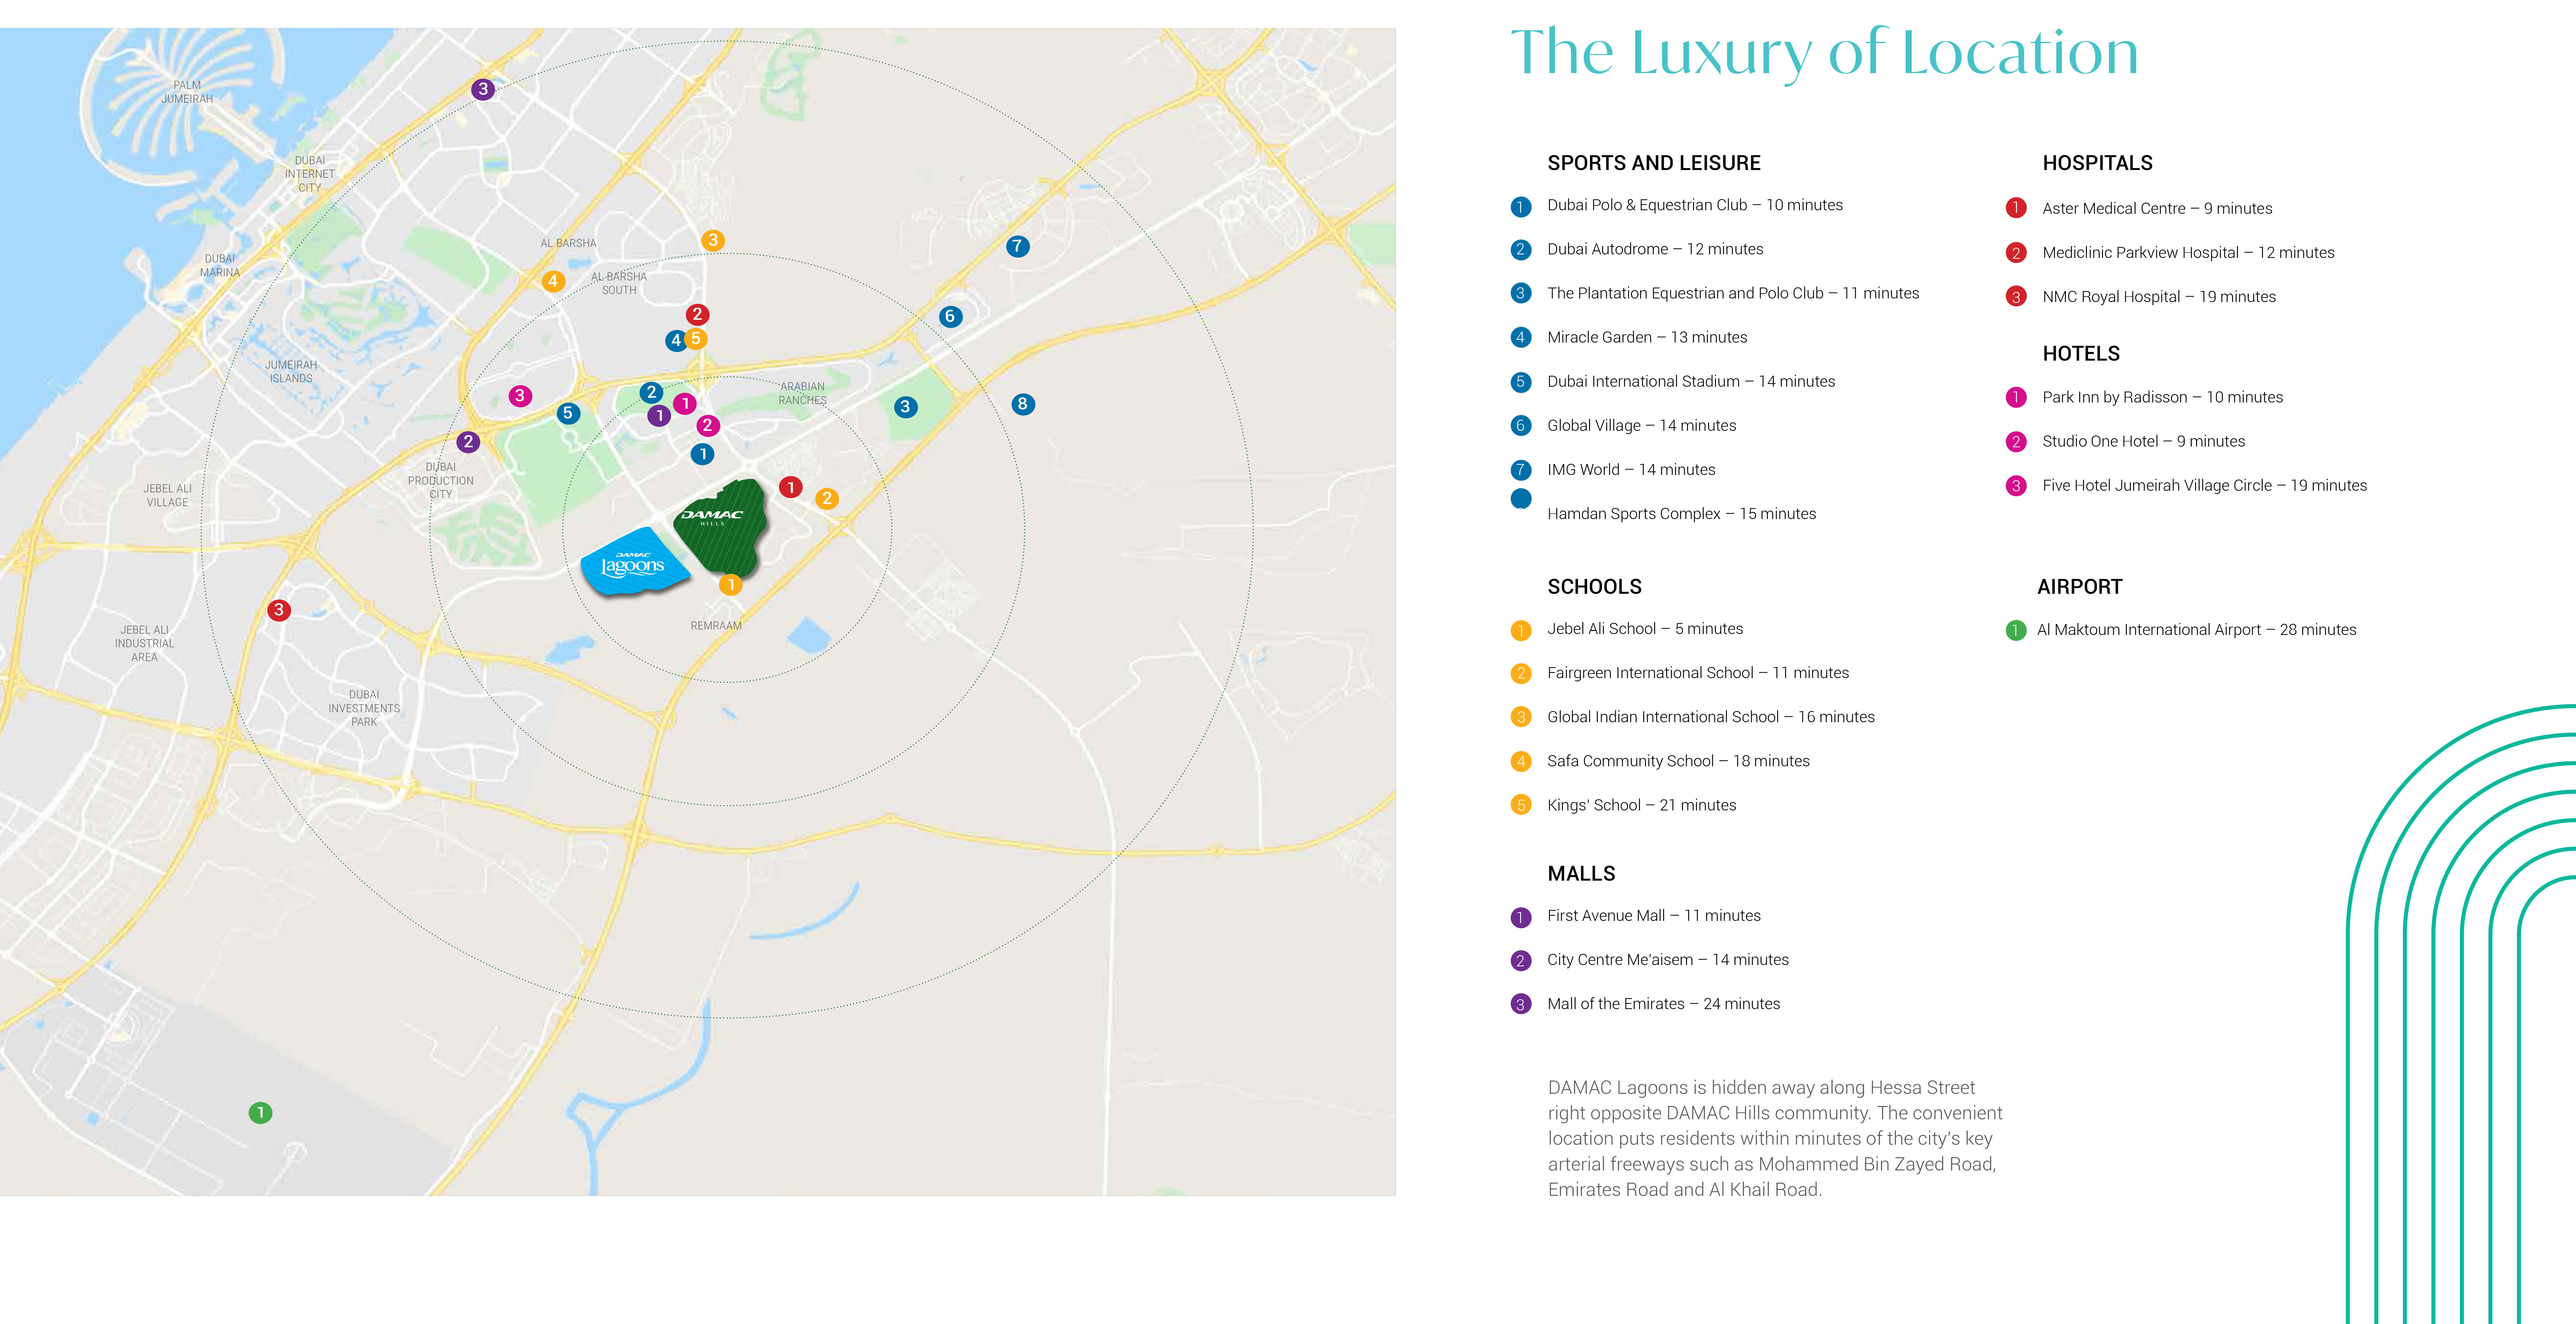 The Luxury of Location
PALM
JUMEIRAH
3
DUBAI
INTERNET
CITY
AL BARSHA
3
7
DUBAI
MARINA
4
AL BARSHA
SOUTH
2
6
4
5
JUMEIRAH
ISLANDS
3
2
ARABIAN
RANCHES
1
3
8
5
1
2
2
1
DUBAI
PRODUCTION
CITY
JEBEL ALI
VILLAGE
1
2
DAMAC
HILLS
DAMAC
lagoons
1
3
REMRAAM
JEBEL ALI
INDUSTRIAL
AREA
DUBAI
INVESTMENTS
PARK
1
SPORTS AND LEISURE
1 Dubai Polo & Equestrian Club – 10 minutes
2 Dubai Autodrome – 12 minutes
3 The Plantation Equestrian and Polo Club – 11 minutes
4 Miracle Garden – 13 minutes
5 Dubai International Stadium – 14 minutes
6 Global Village – 14 minutes
7 IMG World – 14 minutes
Hamdan Sports Complex – 15 minutes
SCHOOLS
1 Jebel Ali School – 5 minutes
2 Fairgreen International School – 11 minutes
3 Global Indian International School – 16 minutes
4 Safa Community School – 18 minutes
5 Kings' School – 21 minutes
MALLS
1 First Avenue Mall – 11 minutes
2 City Centre Me'aisem – 14 minutes
3 Mall of the Emirates – 24 minutes
HOSPITALS
1 Aster Medical Centre – 9 minutes
2 Mediclinic Parkview Hospital – 12 minutes
3 NMC Royal Hospital – 19 minutes
HOTELS
1 Park Inn by Radisson – 10 minutes
2 Studio One Hotel – 9 minutes
3 Five Hotel Jumeirah Village Circle – 19 minutes
AIRPORT
1 Al Maktoum International Airport – 28 minutes
DAMAC Lagoons is hidden away along Hessa Street
right opposite DAMAC Hills community. The convenient
location puts residents within minutes of the city's key
arterial freeways such as Mohammed Bin Zayed Road,
Emirates Road and Al Khail Road.